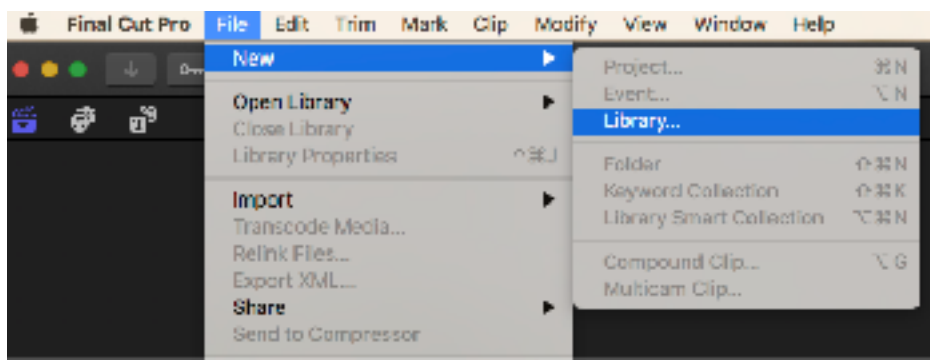 Final Cut Pro File Edit Trim Mark Clip Modify View Window Help
New
Open Library
Close Library
Library Properties ⌃⌘J
Import
Transcode Media...
Relink Files...
Export XML...
Share
Send to Compressor
Project... ⌘N
Event... ⌥N
Library...
Folder ⇧⌘N
Keyword Collection ⇧⌘K
Library Smart Collection ⌥⌘N
Compound Clip... ⌥G
Multicam Clip...